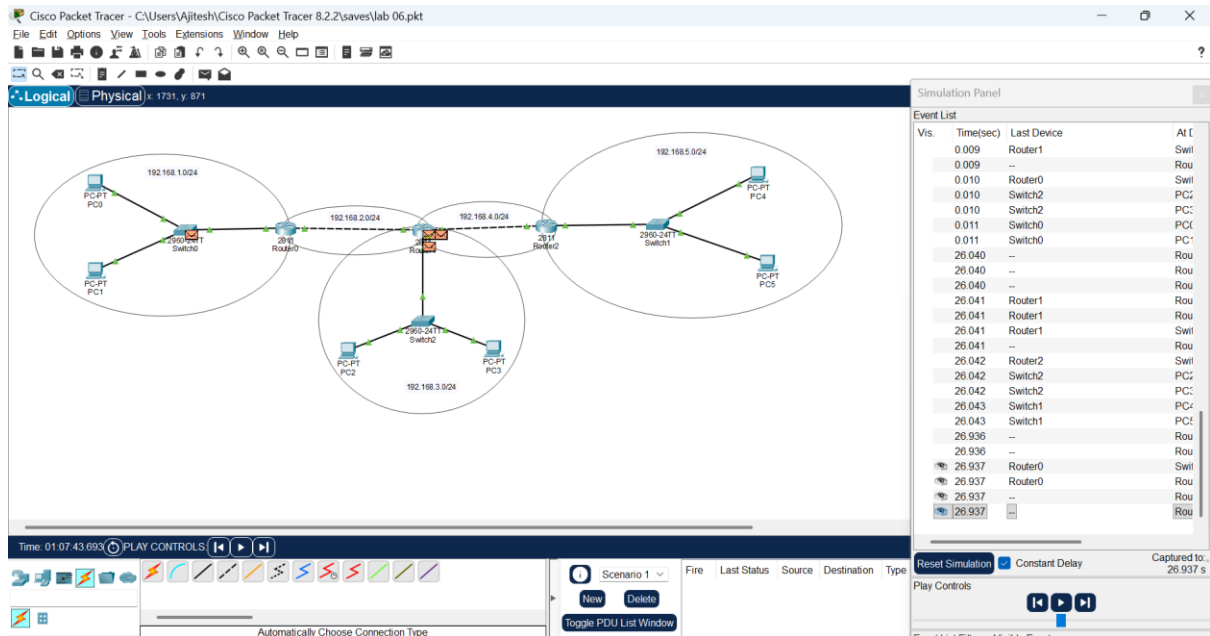 Cisco Packet Tracer - C:\Users\Ajitesh\Cisco Packet Tracer 8.2.2\saves\lab 06.pkt
File Edit Options View Tools Extensions Window Help
?
Logical Physical x: 1731, y: 871
192.168.1.0/24
PC-PT
PC0
PC-PT
PC1
2960-24TT
Switch0
2811
Router0
192.168.2.0/24
192.168.4.0/24
2811
Router2
192.168.5.0/24
PC-PT
PC4
2960-24TT
Switch1
PC-PT
PC5
2960-24TT
Switch2
PC-PT
PC2
PC-PT
PC3
192.168.3.0/24
Simulation Panel
Event List
Vis. Time(sec) Last Device At D
0.009 Router1 Swit
0.009 -- Rou
0.010 Router0 Swit
0.010 Switch2 PC2
0.010 Switch2 PC3
0.011 Switch0 PC0
0.011 Switch0 PC1
26.040 -- Rou
26.040 -- Rou
26.040 -- Rou
26.041 Router1 Rou
26.041 Router1 Rou
26.041 Router1 Swit
26.041 -- Rou
26.042 Router2 Swit
26.042 Switch2 PC2
26.042 Switch2 PC3
26.043 Switch1 PC4
26.043 Switch1 PC5
26.936 -- Rou
26.936 -- Rou
26.937 Router0 Swit
26.937 Router0 Rou
26.937 -- Rou
26.937 -- Rou
Reset Simulation Constant Delay Captured to:
26.937 s
Play Controls
Time: 01:07:43.693 PLAY CONTROLS:
Scenario 1
New Delete
Toggle PDU List Window
Fire Last Status Source Destination Type
Automatically Choose Connection Type